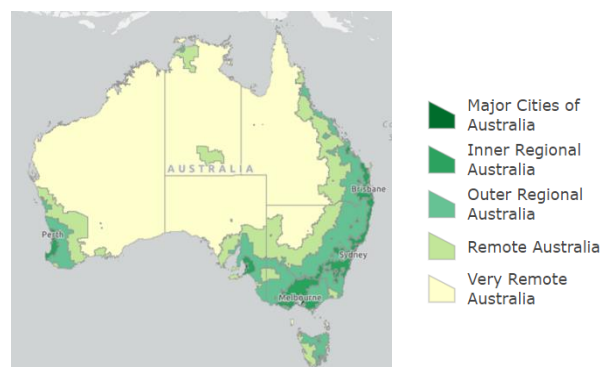 AUSTRALIA
Brisbane
Perth
Sydney
Melbourne
Major Cities of
Australia
Inner Regional
Australia
Outer Regional
Australia
Remote Australia
Very Remote
Australia